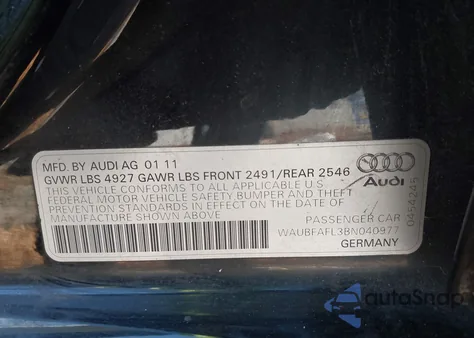 MFD. BY AUDI AG 01 11
GVWR LBS 4927 GAWR LBS FRONT 2491/REAR 2546
THIS VEHICLE CONFORMS TO ALL APPLICABLE U.S.
FEDERAL MOTOR VEHICLE SAFETY BUMPER AND THEFT
PREVENTION STANDARDS IN EFFECT ON THE DATE OF
MANUFACTURE SHOWN ABOVE
Audi
PASSENGER CAR
WAUBFAFL3BN040977
GERMANY
0454245
autoSnap